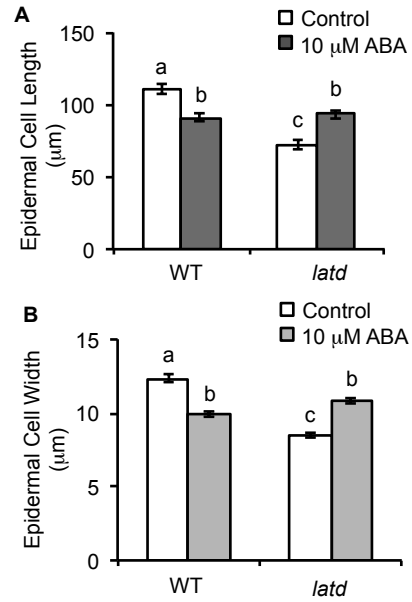 A
Control
10 μM ABA
Epidermal Cell Length
(μm)
150
100
50
0
a
b
c
b
WT
latd
B
Control
10 μM ABA
Epidermal Cell Width
(μm)
15
10
5
0
a
b
c
b
WT
latd